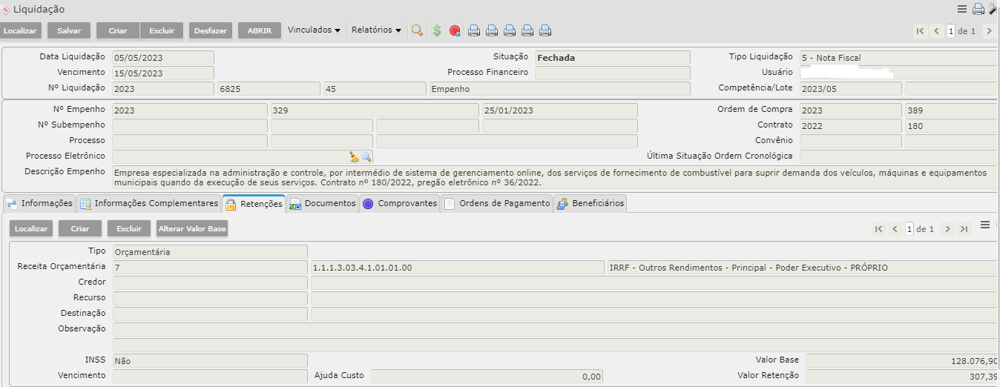 Liquidação
Localizar Salvar Criar Excluir Desfazer ABRIR Vinculados Relatórios 1 de 1
Data Liquidação 05/05/2023 Situação Fechada Tipo Liquidação 5 - Nota Fiscal
Vencimento 15/05/2023 Processo Financeiro Usuário
Nº Liquidação 2023 6825 45 Empenho Competência/Lote 2023/05
Nº Empenho 2023 329 25/01/2023 Ordem de Compra 2023 389
Nº Subempenho Contrato 2022 180
Processo Convênio
Processo Eletrônico Última Situação Ordem Cronológica
Descrição Empenho Empresa especializada na administração e controle, por intermédio de sistema de gerenciamento online, dos serviços de fornecimento de combustível para suprir demanda dos veículos, máquinas e equipamentos
municipais quando da execução de seus serviços. Contrato nº 180/2022, pregão eletrônico nº 36/2022.
Informações Informações Complementares Retenções Documentos Comprovantes Ordens de Pagamento Beneficiários
Localizar Criar Excluir Alterar Valor Base 1 de 1
Tipo Orçamentária
Receita Orçamentária 7 1.1.1.3.03.4.1.01.01.00 IRRF - Outros Rendimentos - Principal - Poder Executivo - PRÓPRIO
Credor
Recurso
Destinação
Observação
INSS Não Valor Base 128.076,90
Vencimento Ajuda Custo 0,00 Valor Retenção 307,39